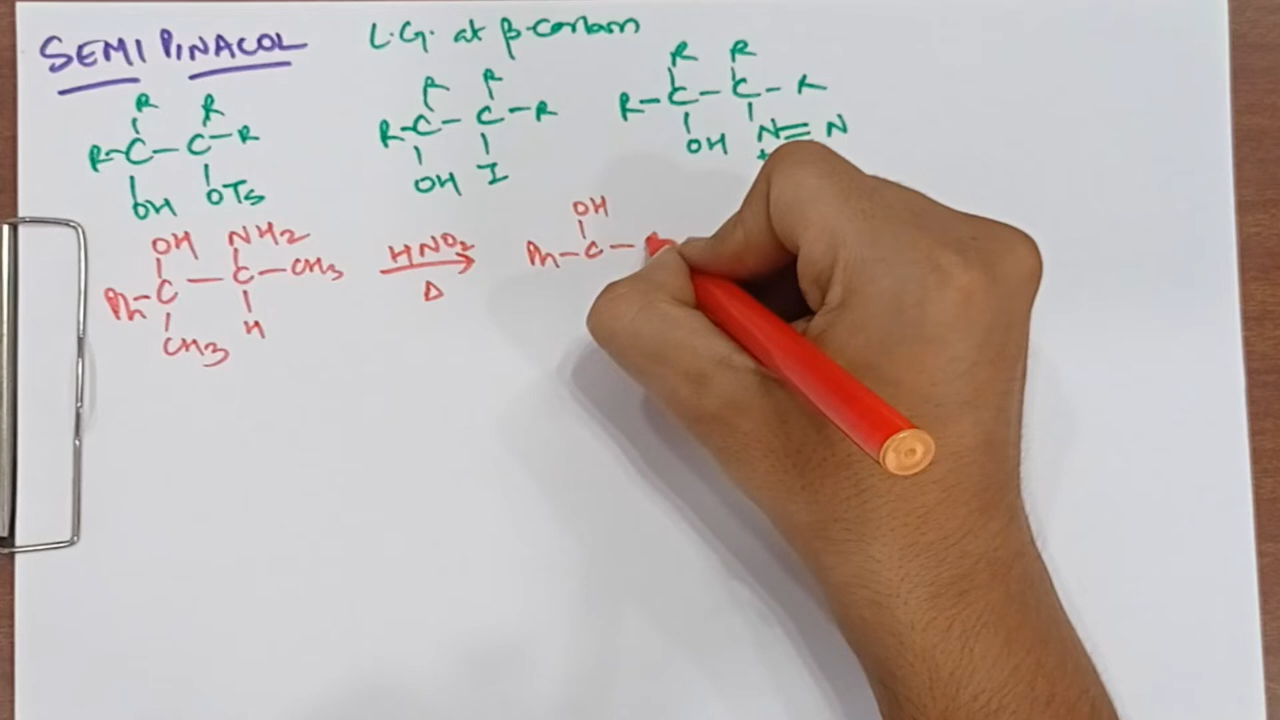 SEMI PINACOL L.G. at β-carbon
R R R R R R
R-C-C-R R-C-C-R R-C-C-R
OH OTs OH I OH N≡N
+
OH NH2 HNO2 OH
Ph-C-C-CH3 Δ Ph-C-
CH3 H